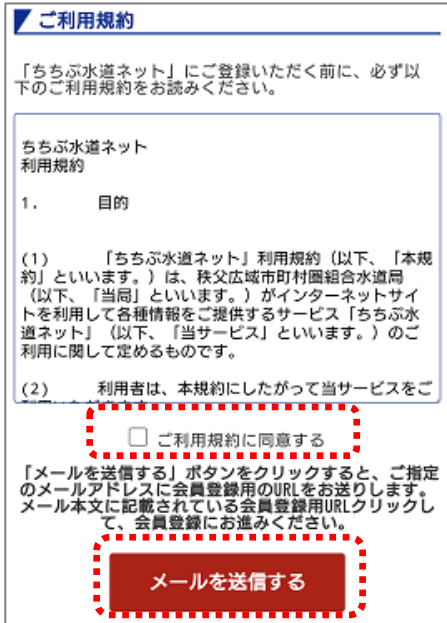 ご利用規約
「ちちぶ水道ネット」にご登録いただく前に、必ず以
下のご利用規約をお読みください。
ちちぶ水道ネット
利用規約
1. 目的
(1) 「ちちぶ水道ネット」利用規約（以下、「本規
約」といいます。）は、秩父広域市町村圏組合水道局
（以下、「当局」といいます。）がインターネットサイ
トを利用して各種情報をご提供するサービス「ちちぶ水
道ネット」（以下、「当サービス」といいます。）のご
利用に関して定めるものです。
(2) 利用者は、本規約にしたがって当サービスをご
ご利用規約に同意する
「メールを送信する」ボタンをクリックすると、ご指定
のメールアドレスに会員登録用のURLをお送りします。
メール本文に記載されている会員登録用URLクリックし
て、会員登録にお進みください。
メールを送信する